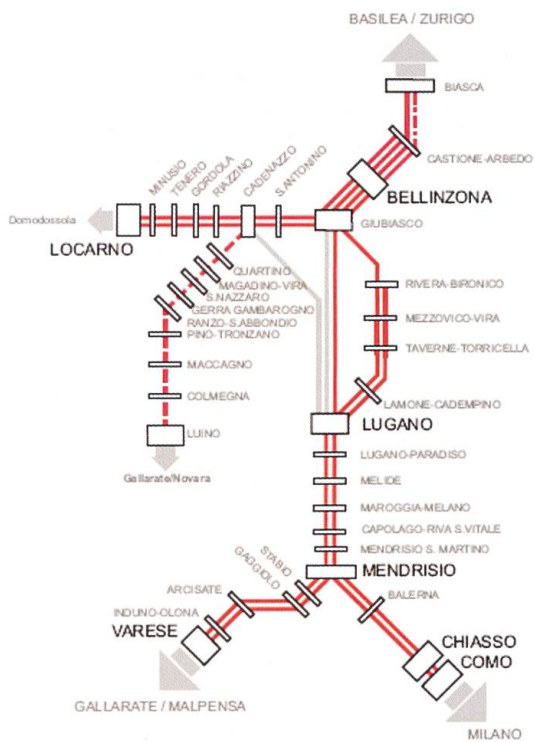 BASILEA / ZURIGO
BIASCA
CASTIONE-ARBEDO
BELLINZONA
GIUBIASCO
MINUSIO
TENERO
GORDOLA
RIAZZINO
CADENAZZO
S.ANTONINO
Domodossola
LOCARNO
QUARTINO
MAGADINO-VIRA
S.NAZZARO
GERRA GAMBAROGNO
RANZO-S.ABBONDIO
PINO-TRONZANO
MACCAGNO
COLMEGNA
LUINO
Gallarate/Novara
RIVERA-BIRONICO
MEZZOVICO-VIRA
TAVERNE-TORRICELLA
LAMONE-CADEMPINO
LUGANO
LUGANO-PARADISO
MELIDE
MAROGGIA-MELANO
CAPOLAGO-RIVA S.VITALE
MENDRISIO S. MARTINO
MENDRISIO
STABIO
GAGGIOLO
ARCISATE
INDUNO-OLONA
VARESE
GALLARATE / MALPENSA
BALERNA
CHIASSO
COMO
MILANO